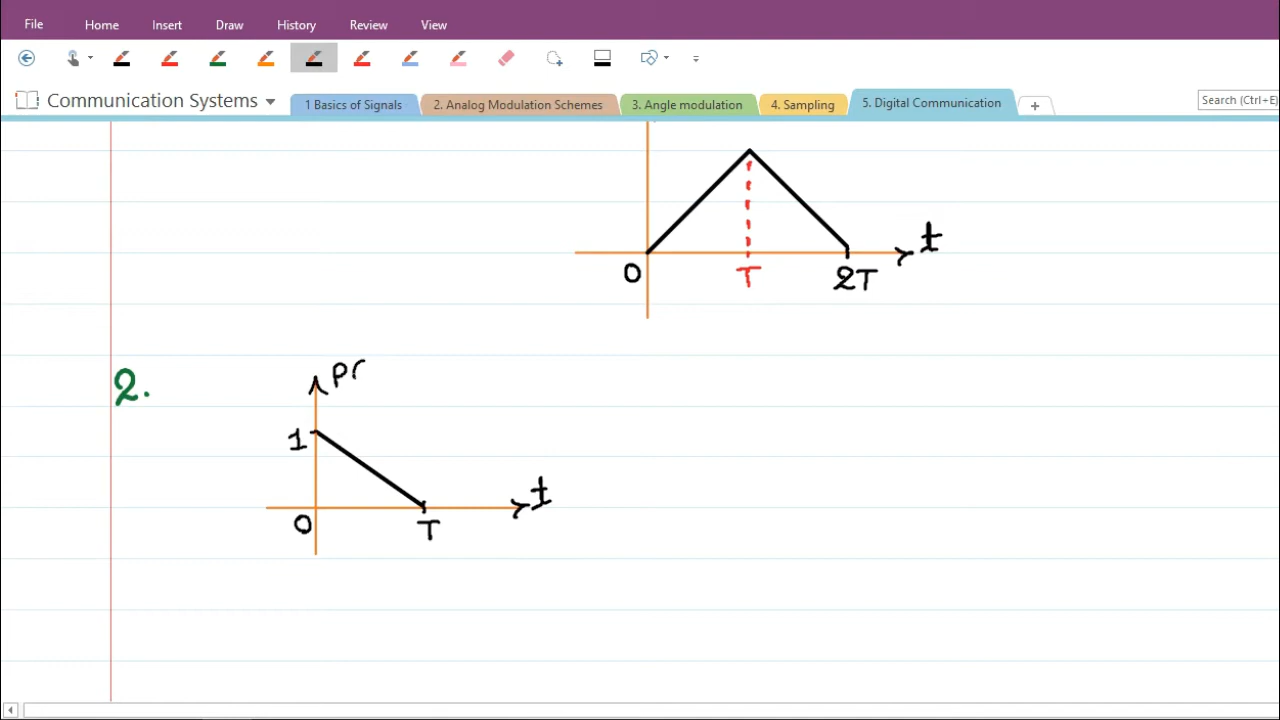 File Home Insert Draw History Review View
Communication Systems 1 Basics of Signals 2. Analog Modulation Schemes 3. Angle modulation 4. Sampling 5. Digital Communication + Search (Ctrl+E)
t
0 T 2T
2.
pr
1
t
0 T